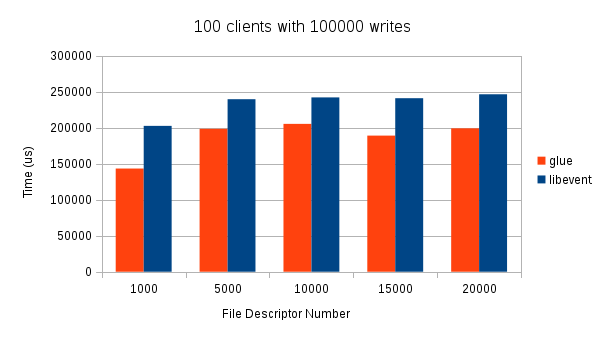 100 clients with 100000 writes
300000
250000
200000
150000
100000
50000
0
Time (us)
1000 5000 10000 15000 20000
File Descriptor Number
glue
libevent